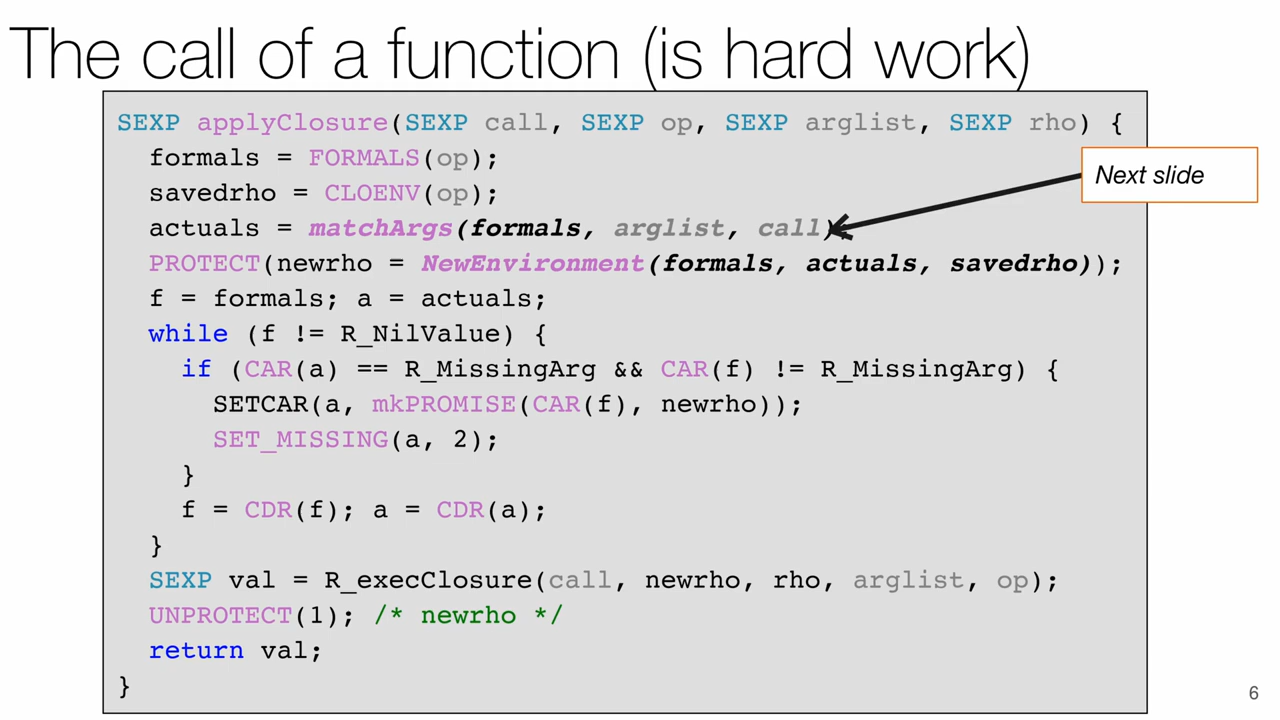 The call of a function (is hard work)
SEXP applyClosure(SEXP call, SEXP op, SEXP arglist, SEXP rho) {
formals = FORMALS(op);
Next slide
savedrho = CLOENV(op);
actuals = matchArgs(formals, arglist, call);
PROTECT(newrho = NewEnvironment(formals, actuals, savedrho));
f = formals; a = actuals;
while (f != R_NilValue) {
if (CAR(a) == R_MissingArg && CAR(f) != R_MissingArg) {
SETCAR(a, mkPROMISE(CAR(f), newrho));
SET_MISSING(a, 2);
}
f = CDR(f); a = CDR(a);
}
SEXP val = R_execClosure(call, newrho, rho, arglist, op);
UNPROTECT(1); /* newrho */
return val;
}
6